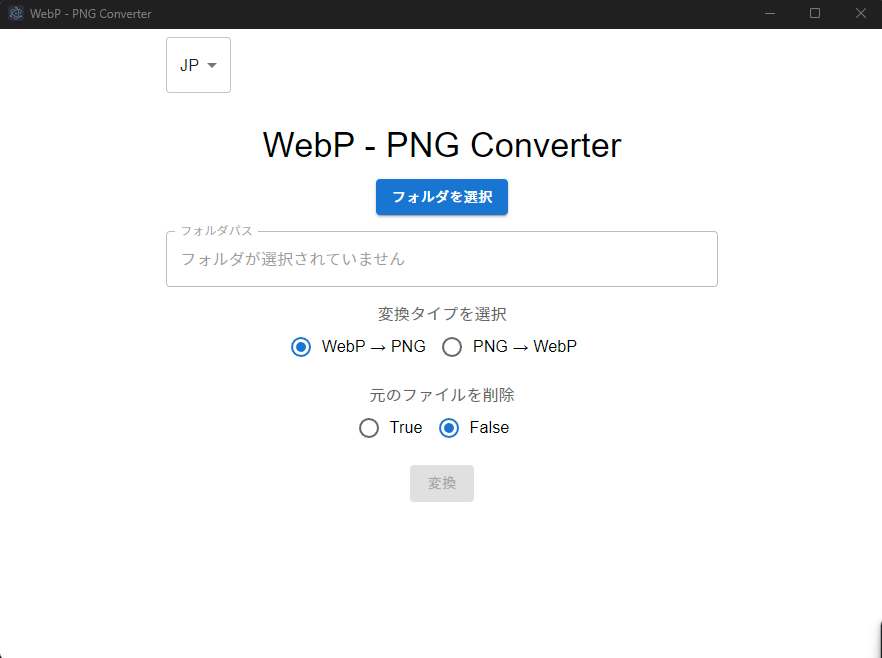 WebP - PNG Converter
JP
WebP - PNG Converter
フォルダを選択
フォルダパス
フォルダが選択されていません
変換タイプを選択
WebP → PNG PNG → WebP
元のファイルを削除
True False
変換